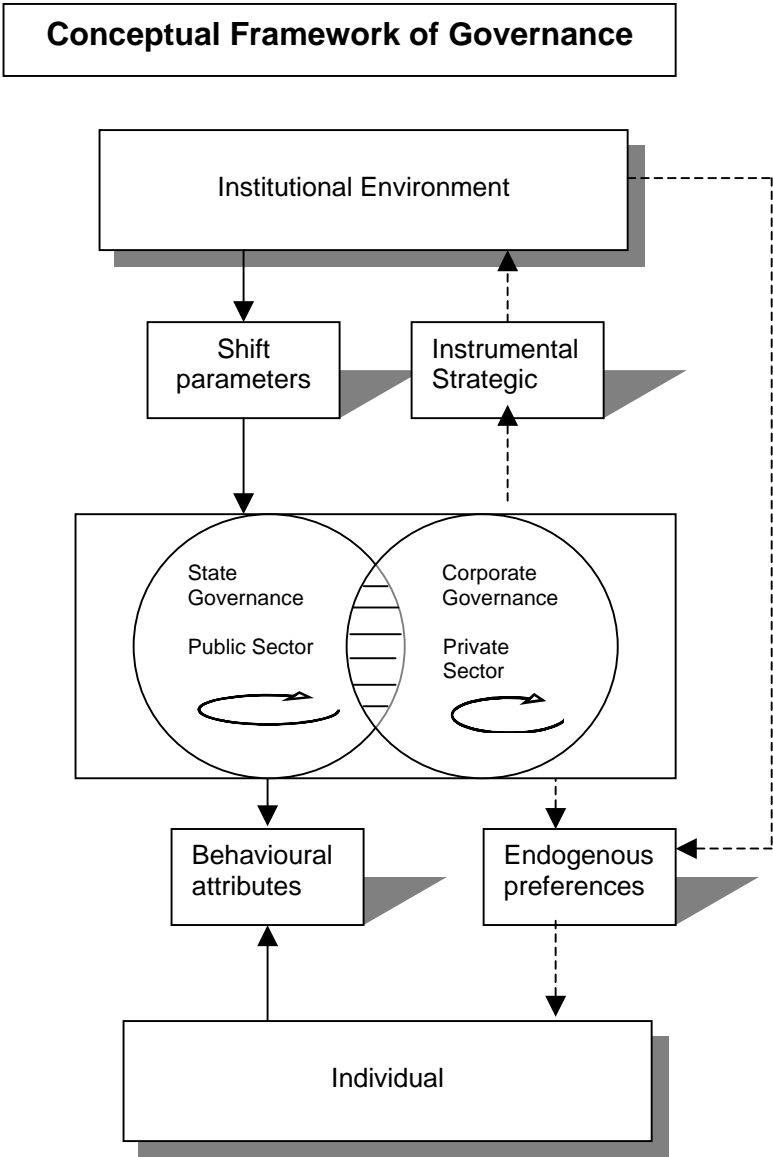 Conceptual Framework of Governance
Institutional Environment
Shift
parameters
Instrumental
Strategic
State
Governance
Public Sector
Corporate
Governance
Private
Sector
Behavioural
attributes
Endogenous
preferences
Individual